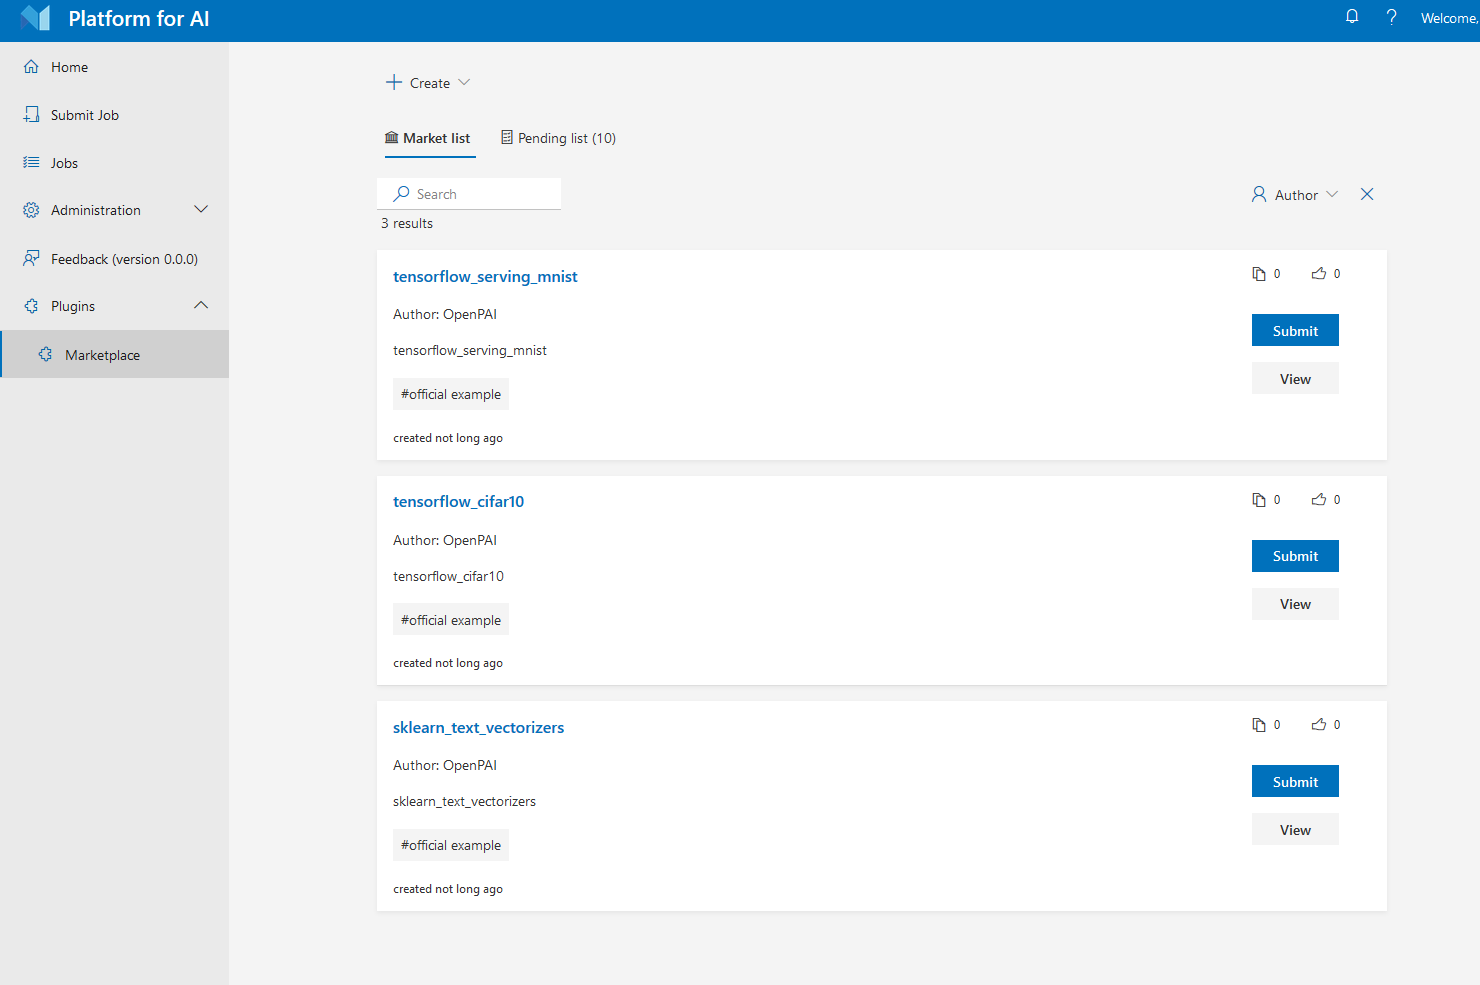 Platform for AI
Welcome,
Home
Submit Job
Jobs
Administration
Feedback (version 0.0.0)
Plugins
Marketplace
Create
Market list
Pending list (10)
Search
Author
3 results
tensorflow_serving_mnist
0
0
Author: OpenPAI
Submit
tensorflow_serving_mnist
View
#official example
created not long ago
tensorflow_cifar10
0
0
Author: OpenPAI
Submit
tensorflow_cifar10
View
#official example
created not long ago
sklearn_text_vectorizers
0
0
Author: OpenPAI
Submit
sklearn_text_vectorizers
View
#official example
created not long ago